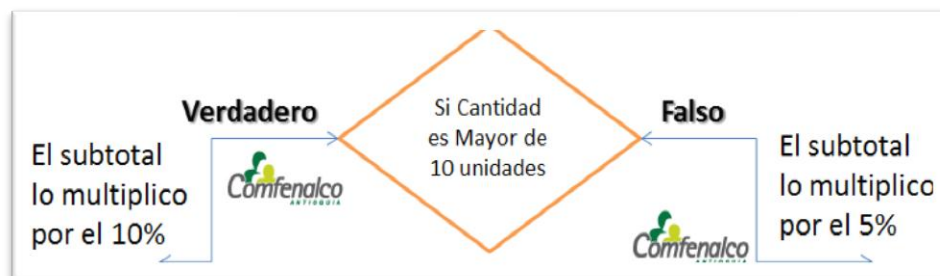 Verdadero
El subtotal
lo multiplico
por el 10%
Comfenalco
ANTIOQUIA
Si Cantidad
es Mayor de
10 unidades
Falso
El subtotal
lo multiplico
por el 5%
Comfenalco
ANTIOQUIA